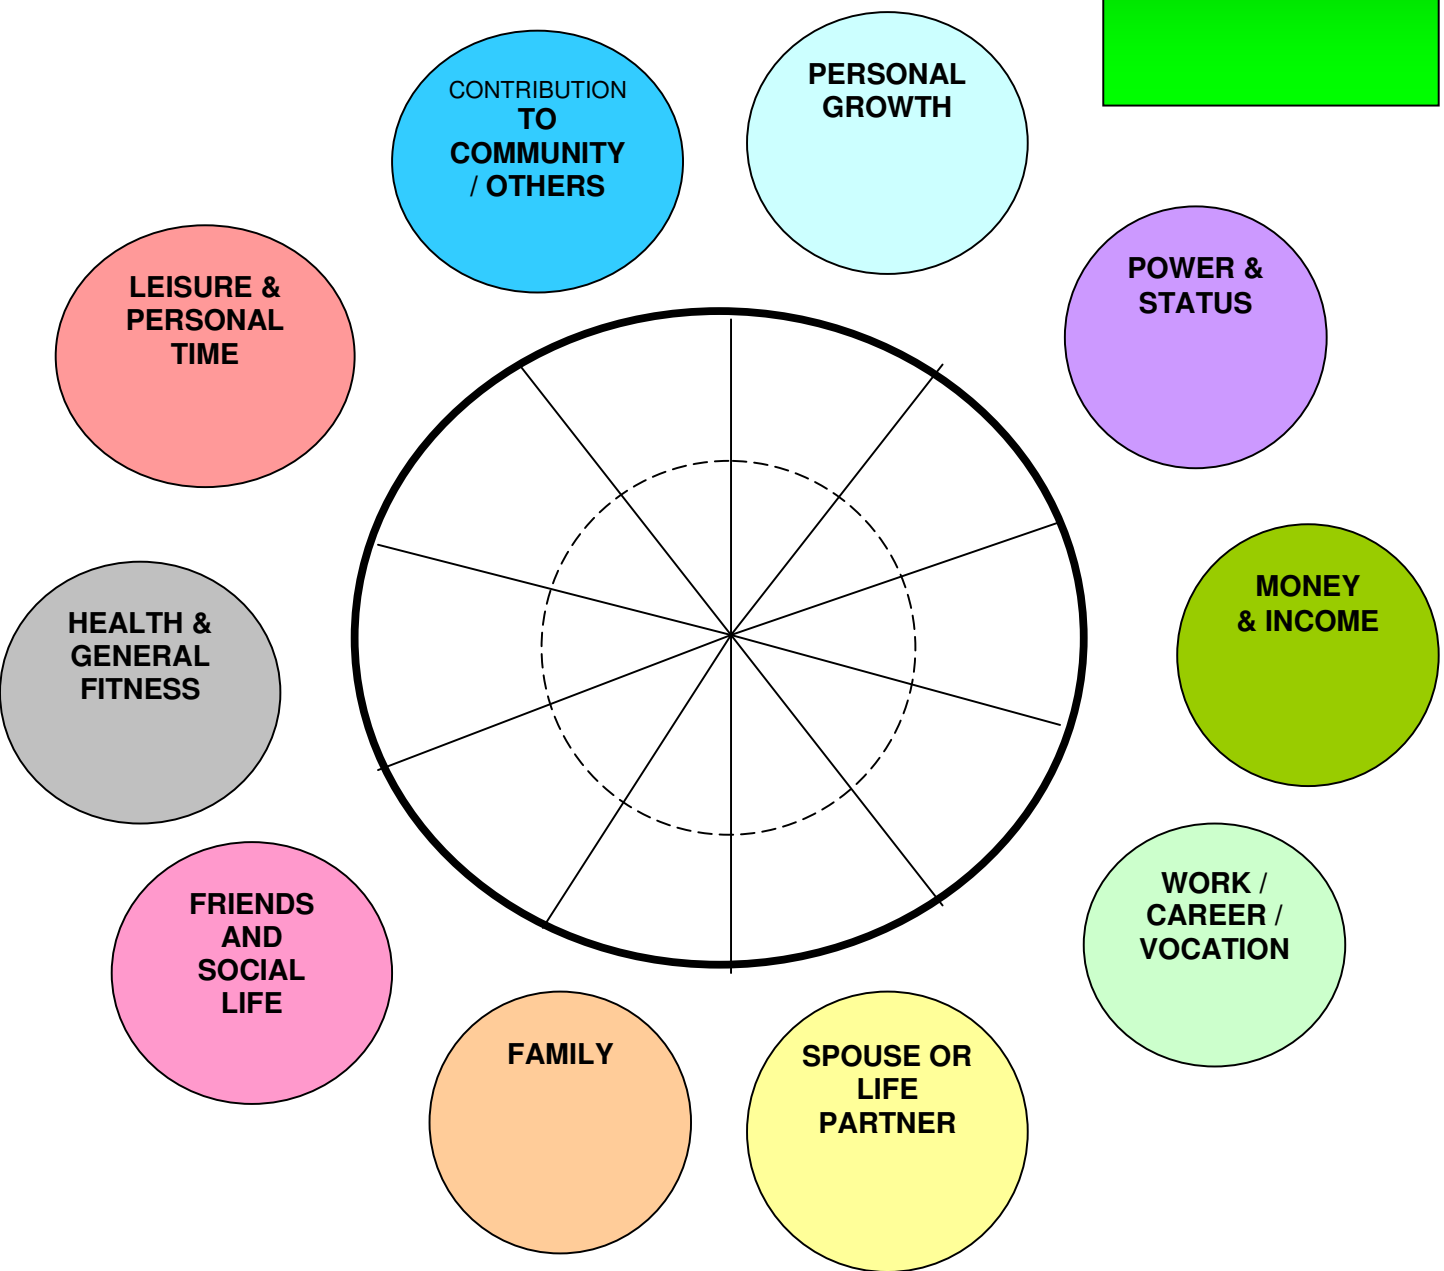 CONTRIBUTION
TO
COMMUNITY
/ OTHERS
PERSONAL
GROWTH
POWER &
STATUS
LEISURE &
PERSONAL
TIME
MONEY
& INCOME
HEALTH &
GENERAL
FITNESS
WORK /
CAREER /
VOCATION
FRIENDS
AND
SOCIAL
LIFE
FAMILY
SPOUSE OR
LIFE
PARTNER